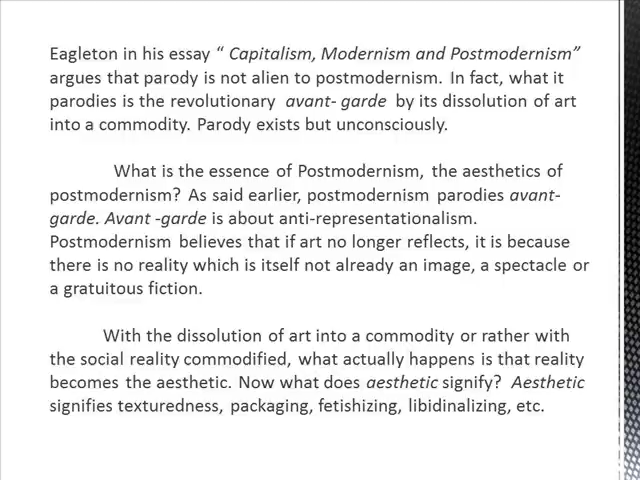 Eagleton in his essay “ Capitalism, Modernism and Postmodernism”
argues that parody is not alien to postmodernism. In fact, what it
parodies is the revolutionary avant- garde by its dissolution of art
into a commodity. Parody exists but unconsciously.
What is the essence of Postmodernism, the aesthetics of
postmodernism? As said earlier, postmodernism parodies avant-
garde. Avant -garde is about anti-representationalism.
Postmodernism believes that if art no longer reflects, it is because
there is no reality which is itself not already an image, a spectacle or
a gratuitous fiction.
With the dissolution of art into a commodity or rather with
the social reality commodified, what actually happens is that reality
becomes the aesthetic. Now what does aesthetic signify? Aesthetic
signifies texturedness, packaging, fetishizing, libidinalizing, etc.